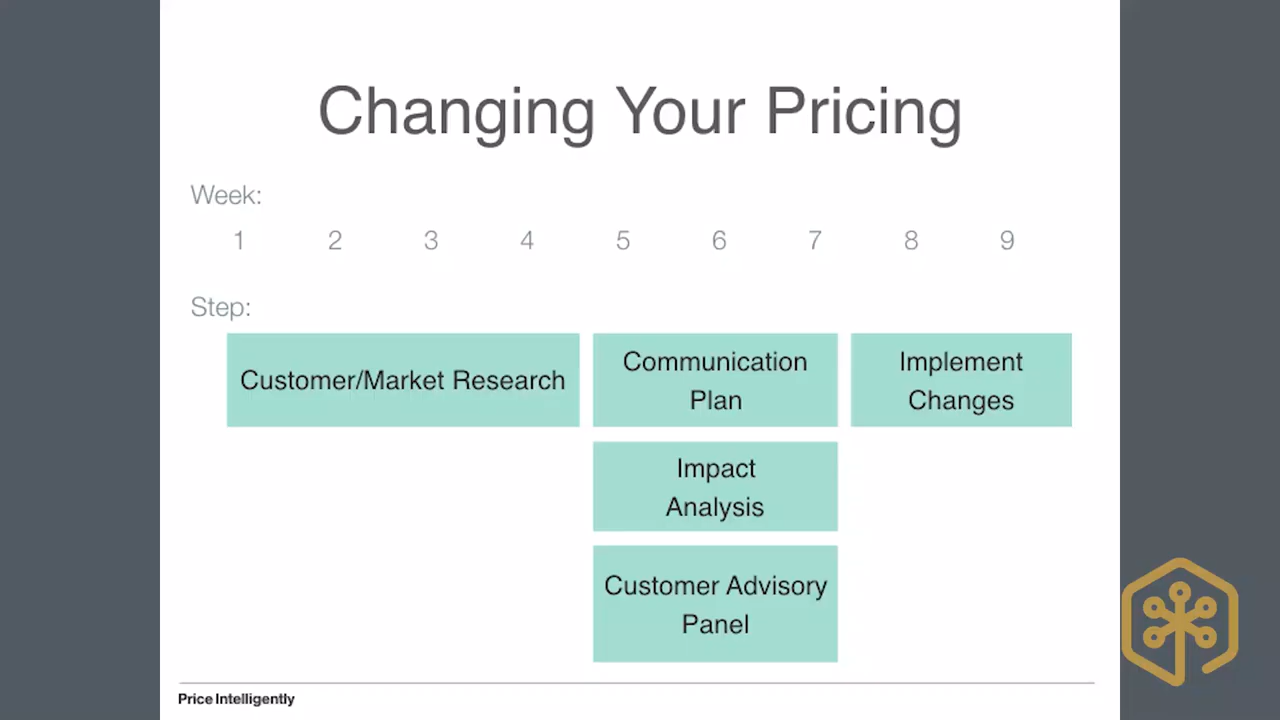 Changing Your Pricing
Week:
1 2 3 4 5 6 7 8 9
Step:
Customer/Market Research
Communication
Plan
Implement
Changes
Impact
Analysis
Customer Advisory
Panel
Price Intelligently